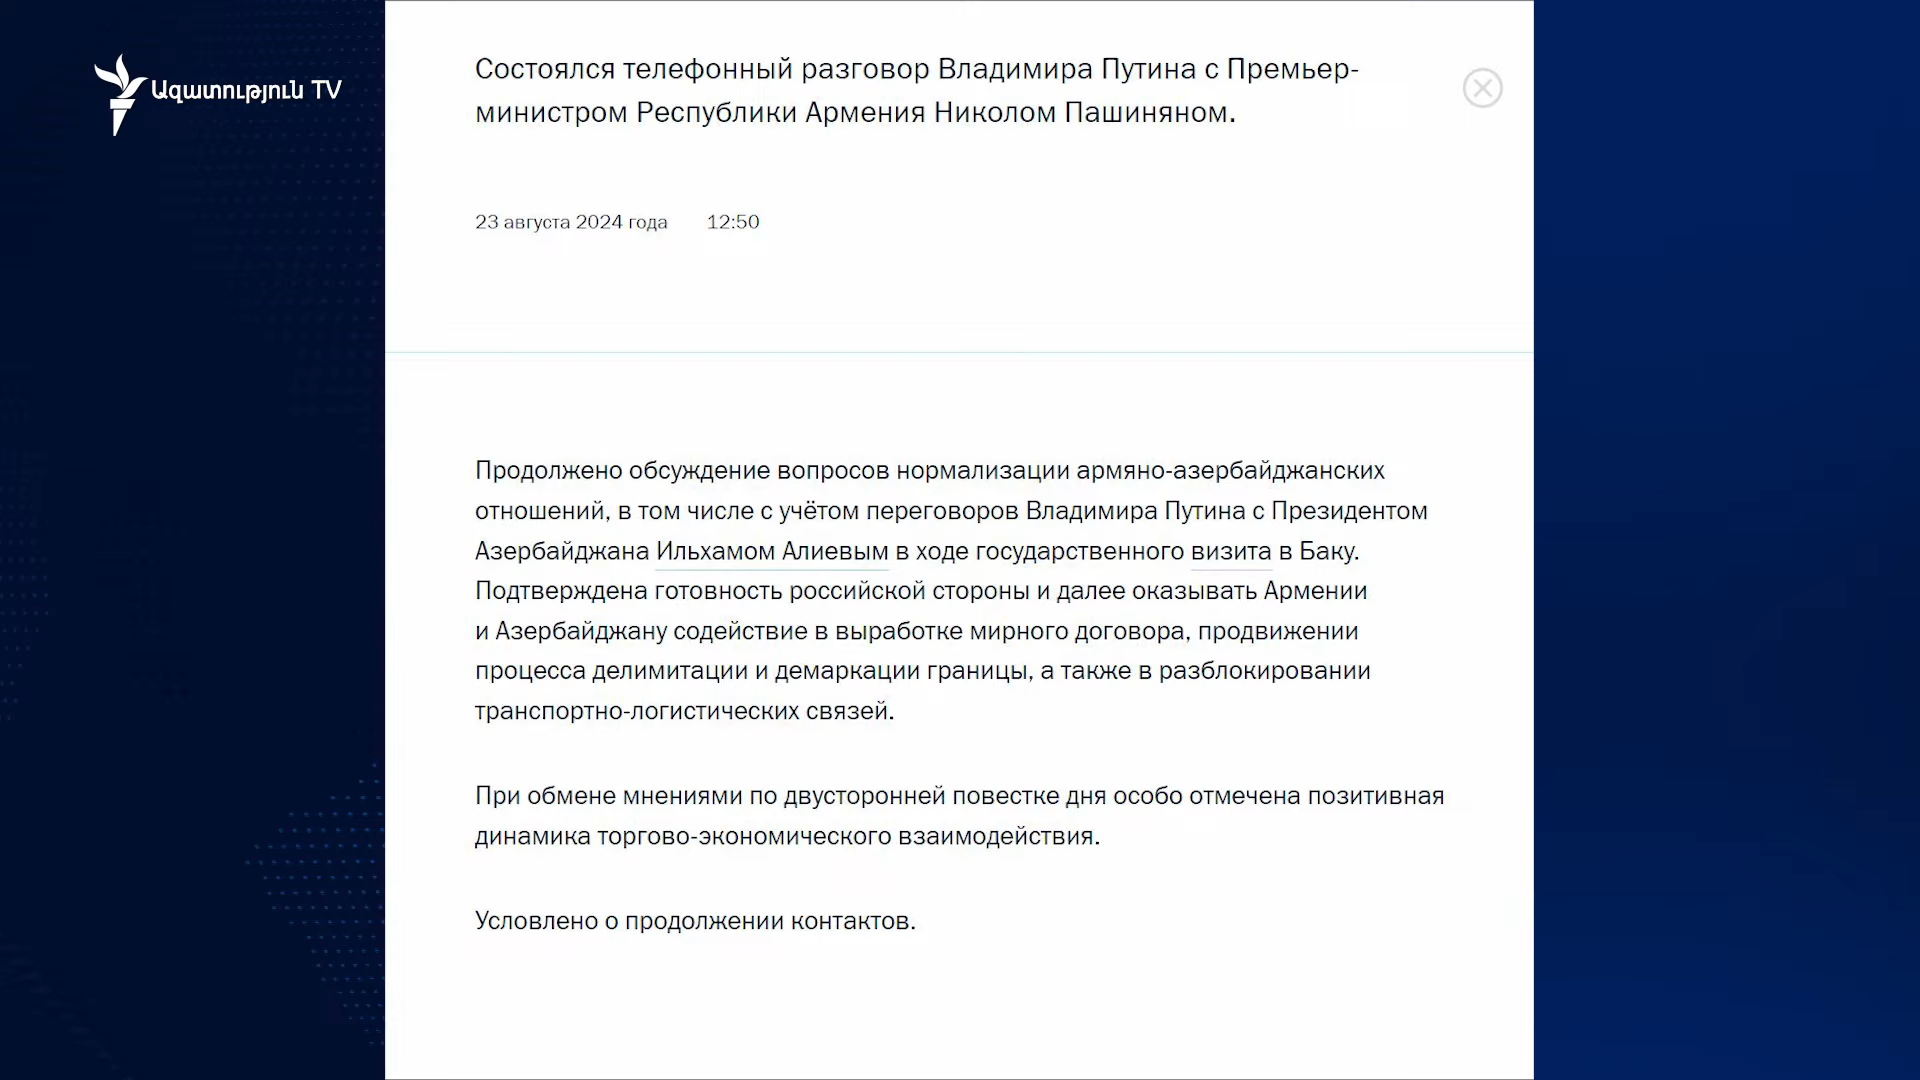 Ազատություն TV
Состоялся телефонный разговор Владимира Путина с Премьер-
министром Республики Армения Николом Пашиняном.
23 августа 2024 года 12:50
Продолжено обсуждение вопросов нормализации армяно-азербайджанских
отношений, в том числе с учётом переговоров Владимира Путина с Президентом
Азербайджана Ильхамом Алиевым в ходе государственного визита в Баку.
Подтверждена готовность российской стороны и далее оказывать Армении
и Азербайджану содействие в выработке мирного договора, продвижении
процесса делимитации и демаркации границы, а также в разблокировании
транспортно-логистических связей.
При обмене мнениями по двусторонней повестке дня особо отмечена позитивная
динамика торгово-экономического взаимодействия.
Условлено о продолжении контактов.